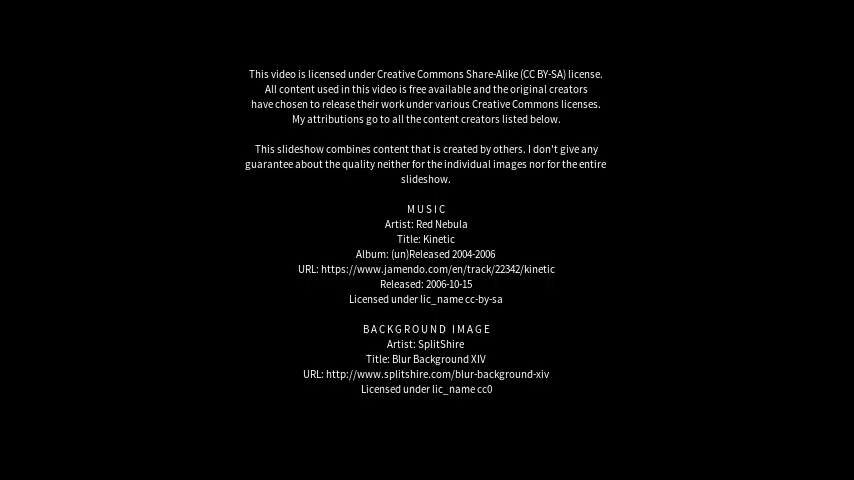 This video is licensed under Creative Commons Share-Alike (CC BY-SA) license.
All content used in this video is free available and the original creators
have chosen to release their work under various Creative Commons licenses.
My attributions go to all the content creators listed below.
This slideshow combines content that is created by others. I don't give any
guarantee about the quality neither for the individual images nor for the entire
slideshow.
MUSIC
Artist: Red Nebula
Title: Kinetic
Album: (un)Released 2004-2006
URL: https://www.jamendo.com/en/track/22342/kinetic
Released: 2006-10-15
Licensed under lic_name cc-by-sa
BACKGROUND IMAGE
Artist: SplitShire
Title: Blur Background XIV
URL: http://www.splitshire.com/blur-background-xiv
Licensed under lic_name cc0